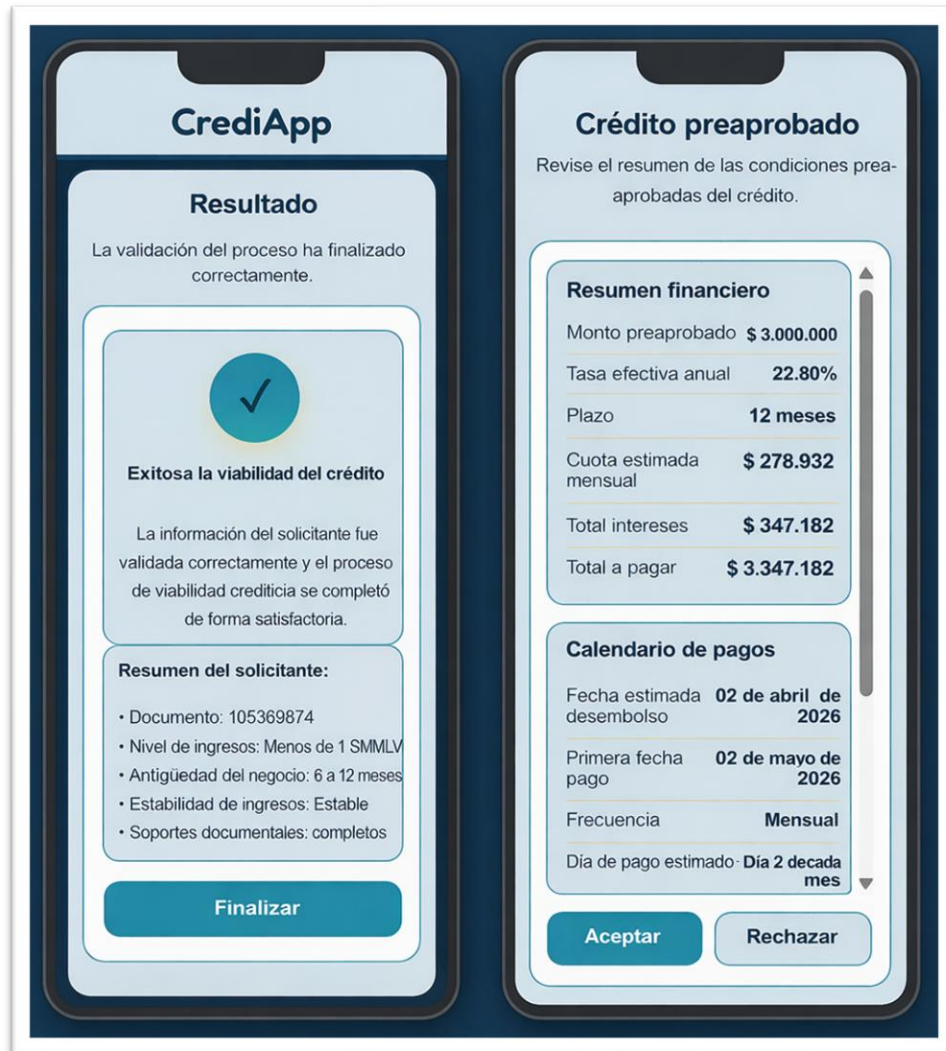 CrediApp
Resultado
La validación del proceso ha finalizado
correctamente.
✓
Exitosa la viabilidad del crédito
La información del solicitante fue
validada correctamente y el proceso
de viabilidad crediticia se completó
de forma satisfactoria.
Resumen del solicitante:
• Documento: 105369874
• Nivel de ingresos: Menos de 1 SMMLV
• Antigüedad del negocio: 6 a 12 meses
• Estabilidad de ingresos: Estable
• Soportes documentales: completos
Finalizar
Crédito preaprobado
Revise el resumen de las condiciones prea-
aprobadas del crédito.
Resumen financiero
Monto preaprobado $ 3.000.000
Tasa efectiva anual 22.80%
Plazo 12 meses
Cuota estimada $ 278.932
mensual
Total intereses $ 347.182
Total a pagar $ 3.347.182
Calendario de pagos
Fecha estimada 02 de abril de
desembolso 2026
Primera fecha 02 de mayo de
pago 2026
Frecuencia Mensual
Día de pago estimado· Día 2 decada
mes
Aceptar Rechazar